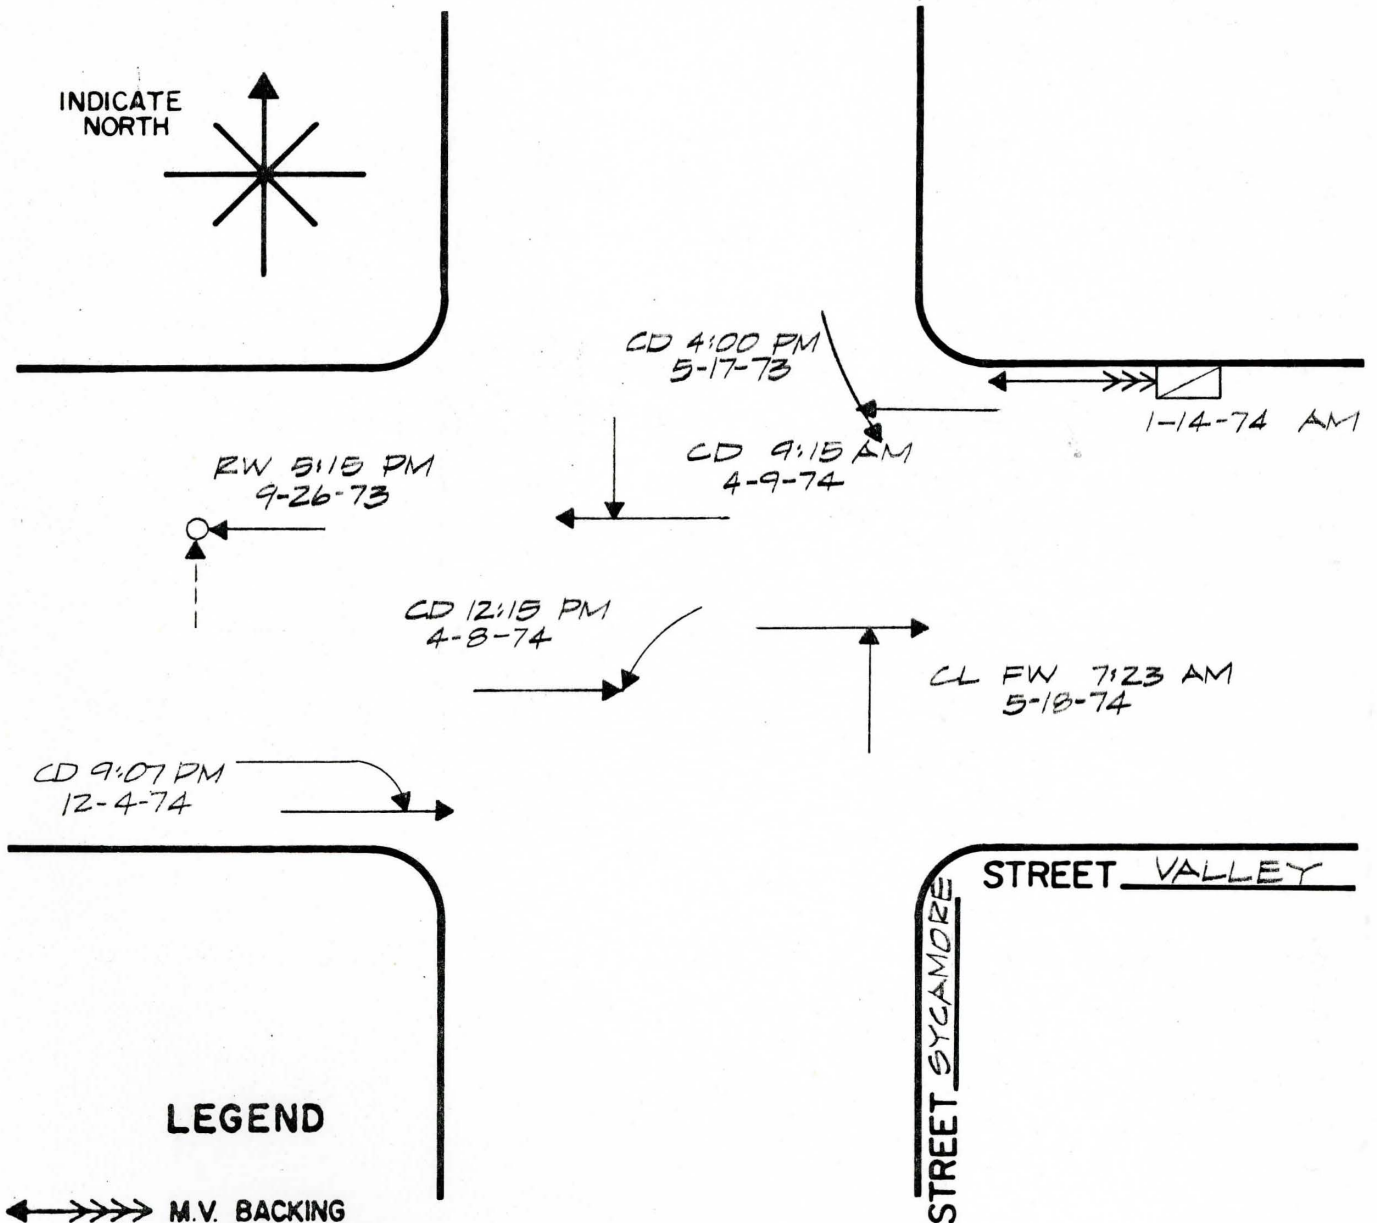 INDICATE
NORTH
CD 4:00 PM
5-17-73
1-14-74 AM
CD 9:15 AM
4-9-74
RW 5:15 PM
9-26-73
CD 12:15 PM
4-8-74
CL FW 7:23 AM
5-18-74
CD 9:07 PM
12-4-74
STREET VALLEY
STREET SYCAMORE
LEGEND
M.V. BACKING